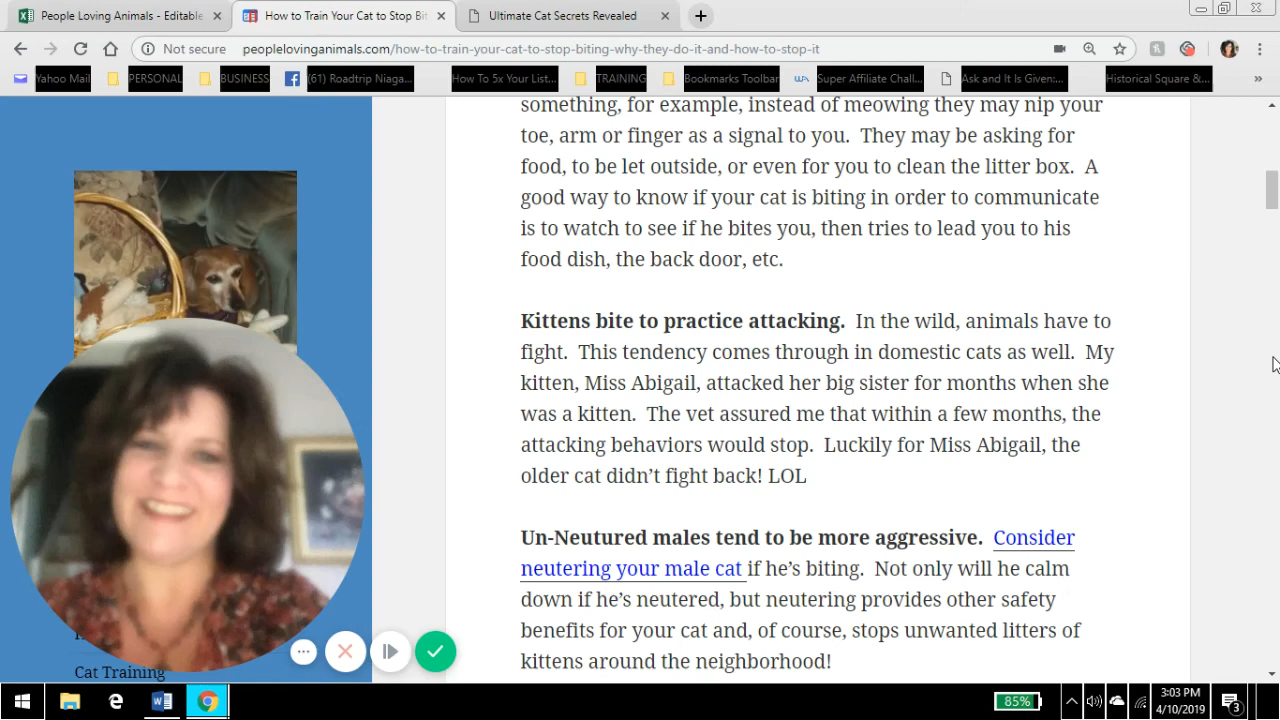 People Loving Animals - Editable
How to Train Your Cat to Stop Bit
Ultimate Cat Secrets Revealed
Not secure
peoplelovinganimals.com/how-to-train-your-cat-to-stop-biting-why-they-do-it-and-how-to-stop-it
Yahoo Mail
PERSONAL
BUSINESS
(61) Roadtrip Niaga...
How To 5x Your List...
TRAINING
Bookmarks Toolbar
Super Affiliate Chall...
Ask and It Is Given:...
Historical Square &...
»
something, for example, instead of meowing they may nip your
toe, arm or finger as a signal to you. They may be asking for
food, to be let outside, or even for you to clean the litter box. A
good way to know if your cat is biting in order to communicate
is to watch to see if he bites you, then tries to lead you to his
food dish, the back door, etc.
Kittens bite to practice attacking. In the wild, animals have to
fight. This tendency comes through in domestic cats as well. My
kitten, Miss Abigail, attacked her big sister for months when she
was a kitten. The vet assured me that within a few months, the
attacking behaviors would stop. Luckily for Miss Abigail, the
older cat didn't fight back! LOL
Un-Neutured males tend to be more aggressive. Consider
neutering your male cat if he's biting. Not only will he calm
down if he's neutered, but neutering provides other safety
benefits for your cat and, of course, stops unwanted litters of
kittens around the neighborhood!
Cat Training
85%
3:03 PM
4/10/2019
3